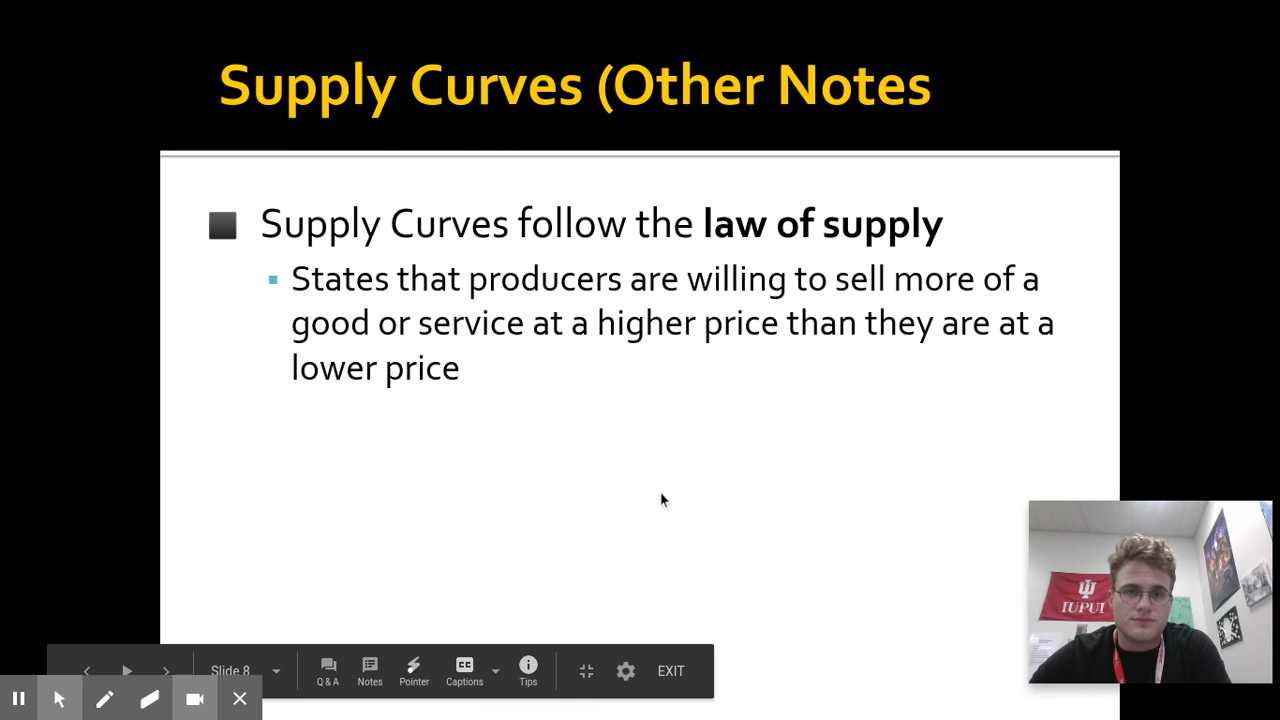 Supply Curves (Other Notes
Supply Curves follow the law of supply
States that producers are willing to sell more of a
good or service at a higher price than they are at a
lower price
IUPUI
Slide 8
Q & A
Notes
Pointer
CC
Captions
Tips
EXIT